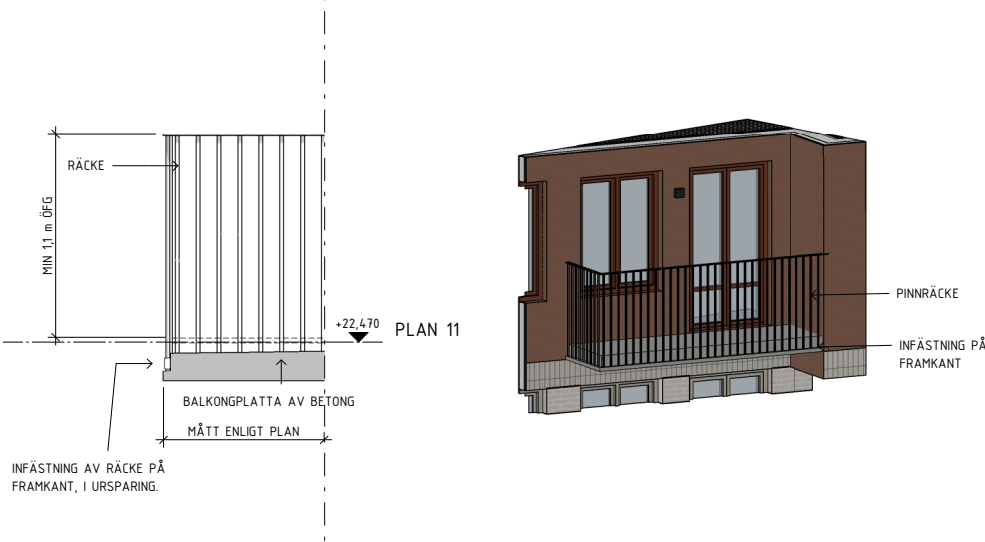 RÄCKE
MIN 1,1 m ÖFG
+22,470
PLAN 11
BALKONGPLATTA AV BETONG
MÅTT ENLIGT PLAN
INFÄSTNING AV RÄCKE PÅ
FRAMKANT, I URSPARING.
PINNRÄCKE
INFÄSTNING PÅ
FRAMKANT